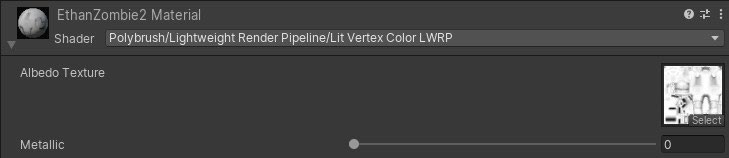 EthanZombie2 Material
Shader Polybrush/Lightweight Render Pipeline/Lit Vertex Color LWRP
Albedo Texture
Select
Metallic 0